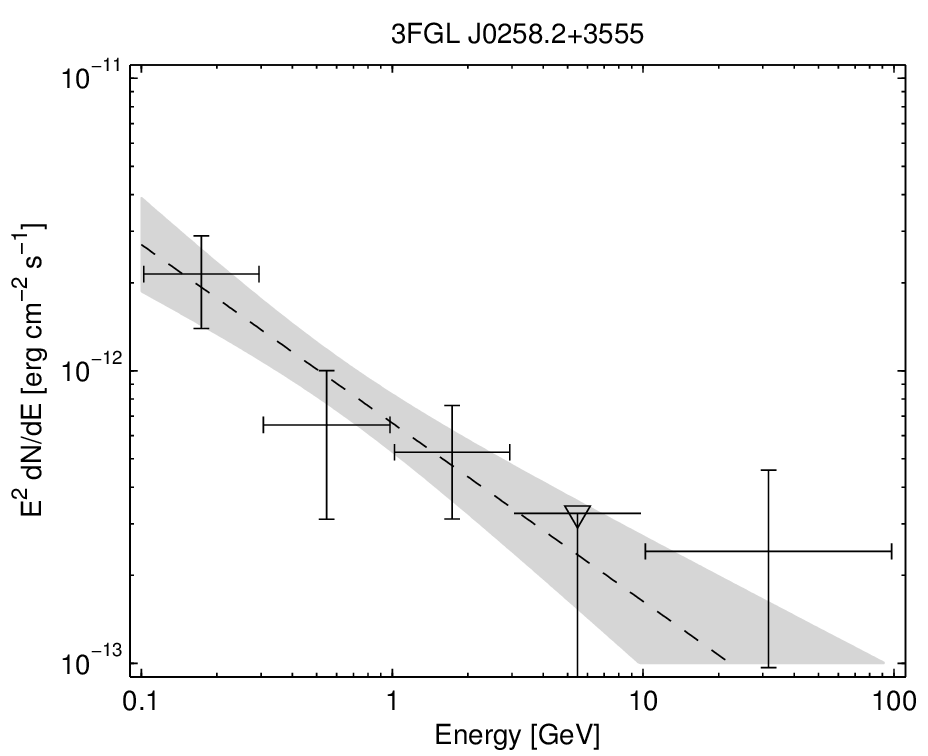 3FGL J0258.2+3555
10⁻¹¹
10⁻¹²
10⁻¹³
E² dN/dE [erg cm⁻² s⁻¹]
0.1 1 10 100
Energy [GeV]